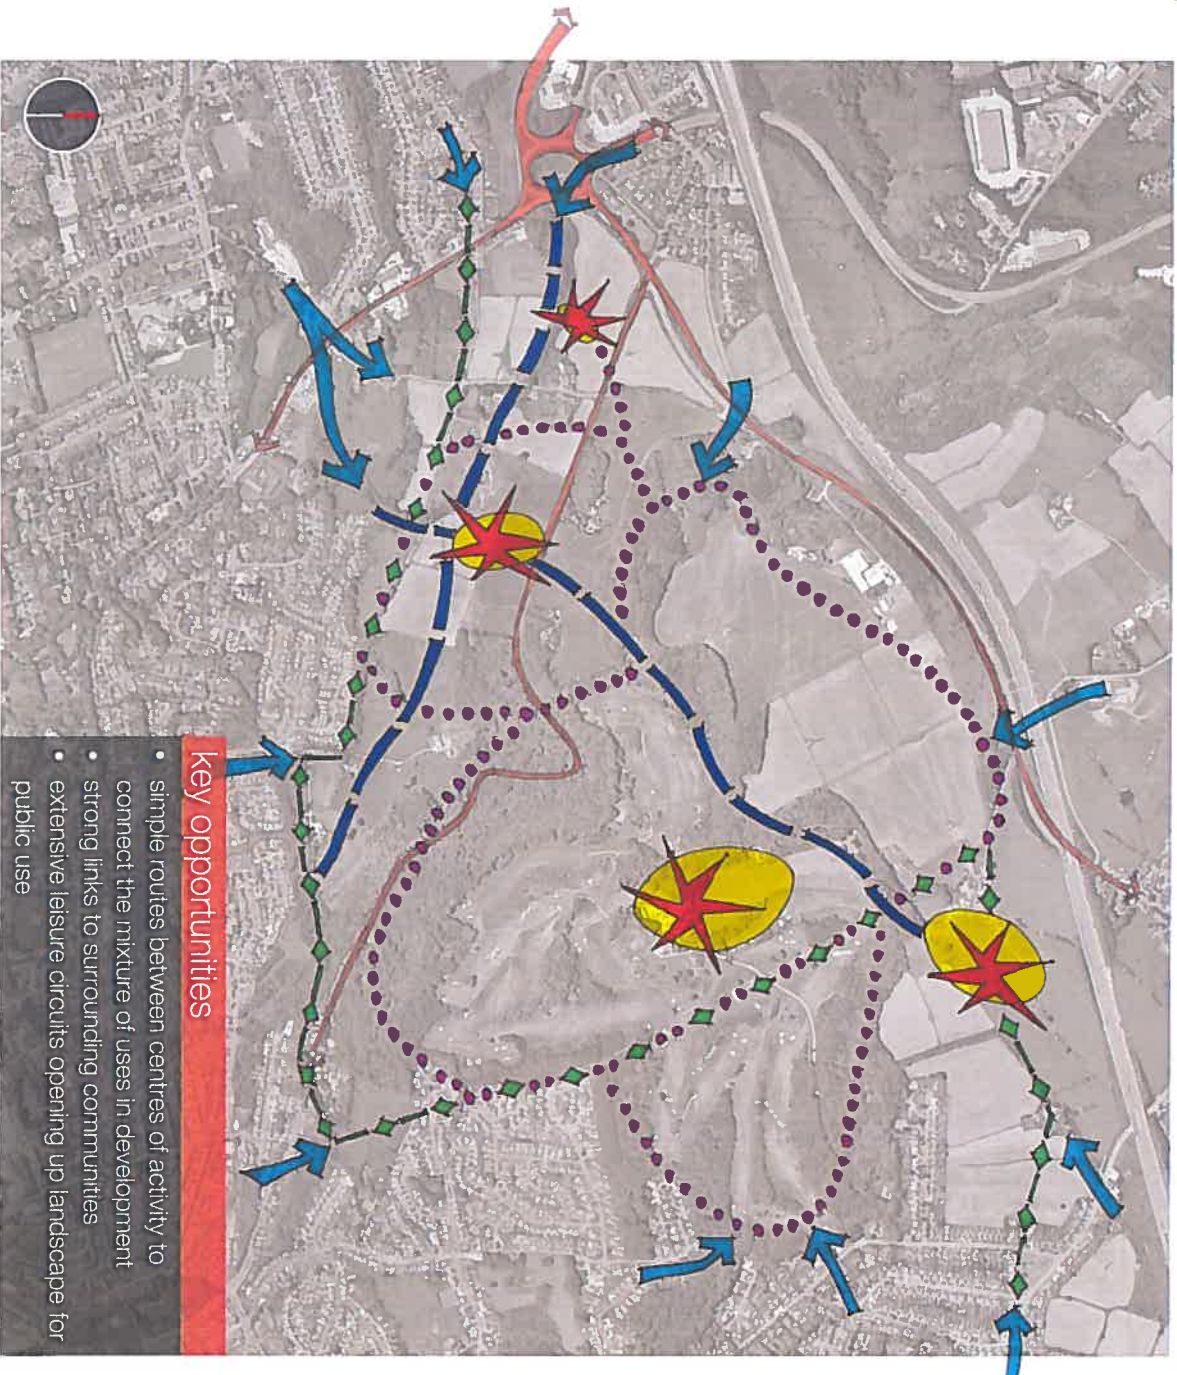 key opportunities
• simple routes between centres of activity to
connect the mixture of uses in development
• strong links to surrounding communities
• extensive leisure circuits opening up landscape for
public use